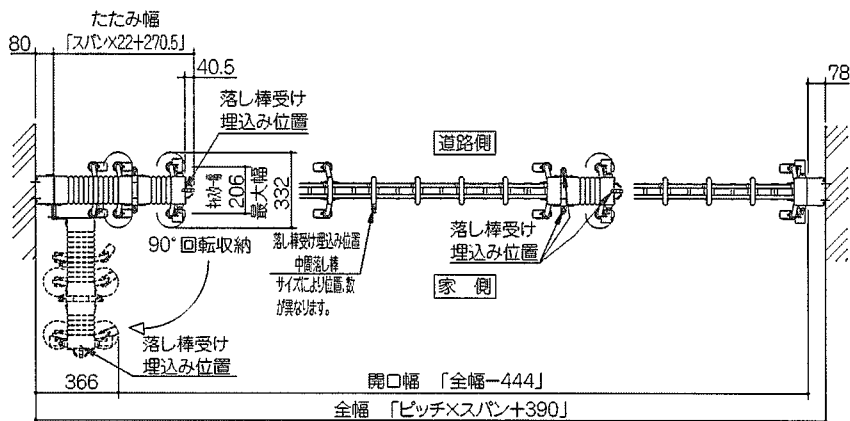 たたみ幅
「スパン×22+270.5」
80
40.5
78
落し棒受け
埋込み位置
道路側
キャスター幅
206
最大幅
332
90°回転収納
落し棒受け埋込み位置
中間落し棒
サイズにより位置、数
が異なります。
落し棒受け
埋込み位置
家 側
落し棒受け
埋込み位置
366
開口幅 「全幅−444」
全幅 「ピッチ×スパン+390」